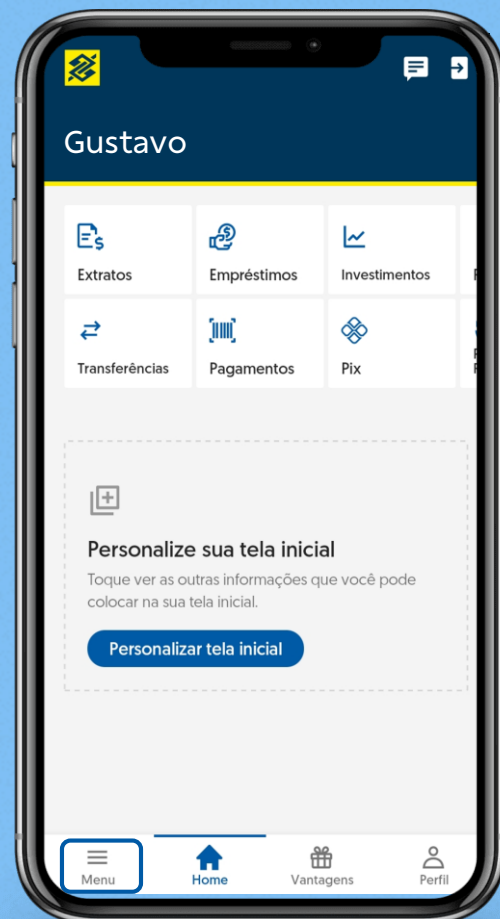 Gustavo
Extratos
Empréstimos
Investimentos
Transferências
Pagamentos
Pix
Personalize sua tela inicial
Toque ver as outras informações que você pode
colocar na sua tela inicial.
Personalizar tela inicial
Menu
Home
Vantagens
Perfil